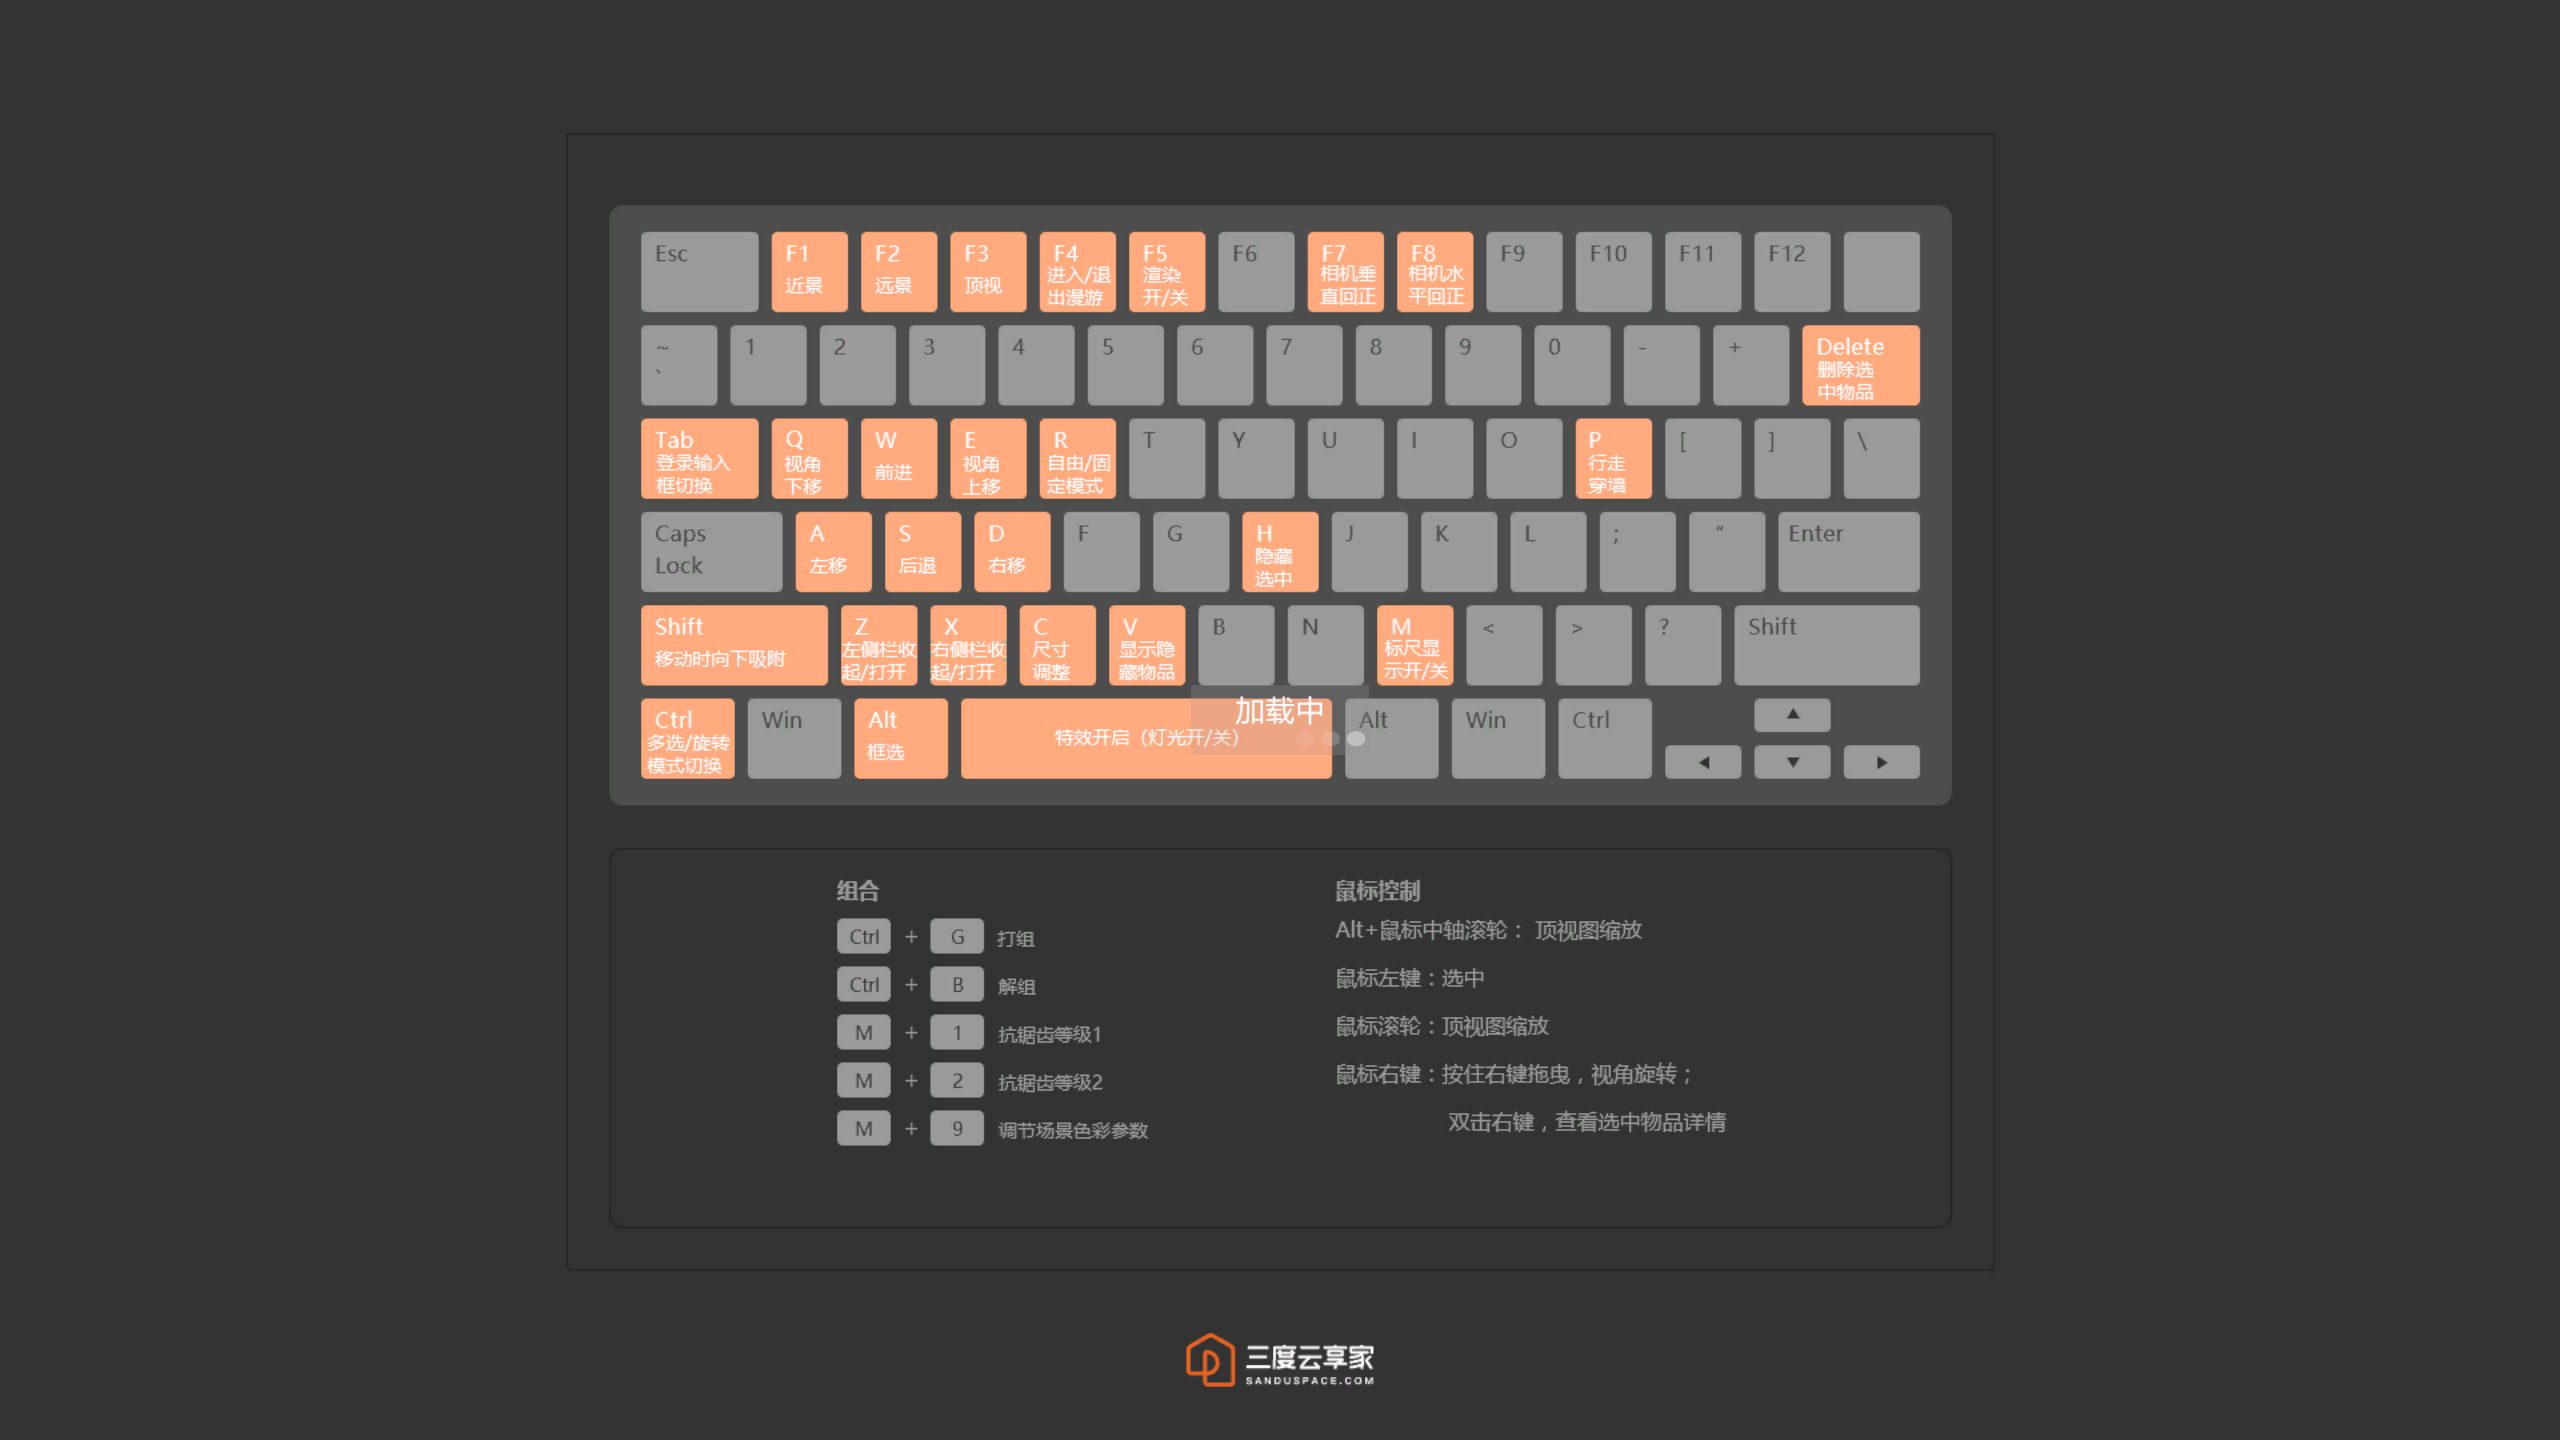 Esc
F1
近景
F2
远景
F3
顶视
F4
进入/退
出漫游
F5
渲染
开/关
F6
F7
相机垂
直回正
F8
相机水
平回正
F9
F10
F11
F12
~
、
1
2
3
4
5
6
7
8
9
0
-
+
Delete
删除选
中物品
Tab
登录输入
框切换
Q
视角
下移
W
前进
E
视角
上移
R
自由/固
定模式
T
Y
U
I
O
P
行走
穿墙
[
]
\
Caps
Lock
A
左移
S
后退
D
右移
F
G
H
隐藏
选中
J
K
L
;
“
Enter
Shift
移动时向下吸附
Z
左侧栏收
起/打开
X
右侧栏收
起/打开
C
尺寸
调整
V
显示隐
藏物品
B
N
M
标尺显
示开/关
<
>
?
Shift
Ctrl
多选/旋转
模式切换
Win
Alt
框选
加载中
特效开启（灯光开/关）
Alt
Win
Ctrl
组合
Ctrl + G 打组
Ctrl + B 解组
M + 1 抗锯齿等级1
M + 2 抗锯齿等级2
M + 9 调节场景色彩参数
鼠标控制
Alt+鼠标中轴滚轮： 顶视图缩放
鼠标左键：选中
鼠标滚轮：顶视图缩放
鼠标右键：按住右键拖曳，视角旋转；
双击右键，查看选中物品详情
三度云享家
SANDUSPACE.COM